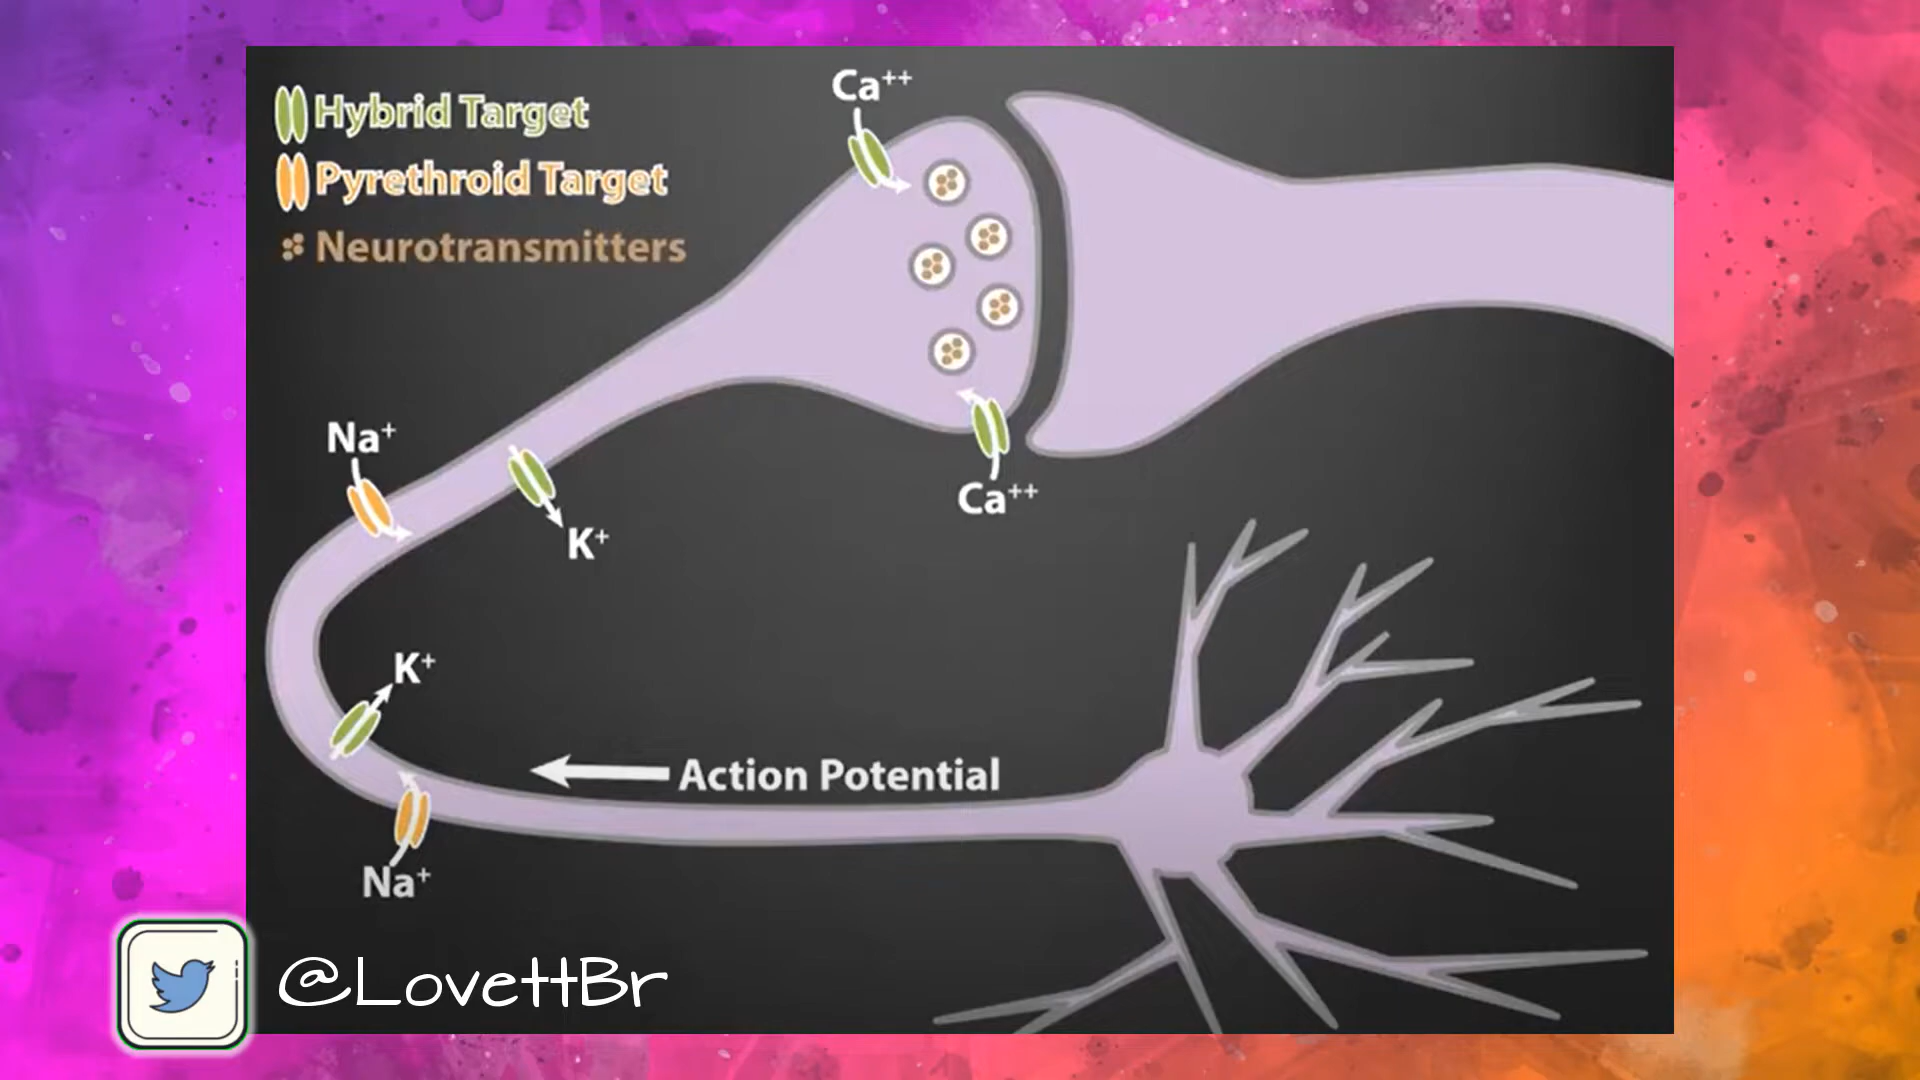 Hybrid Target
Pyrethroid Target
Neurotransmitters
Ca⁺⁺
Na⁺
K⁺
Ca⁺⁺
K⁺
Action Potential
Na⁺
@LovettBr